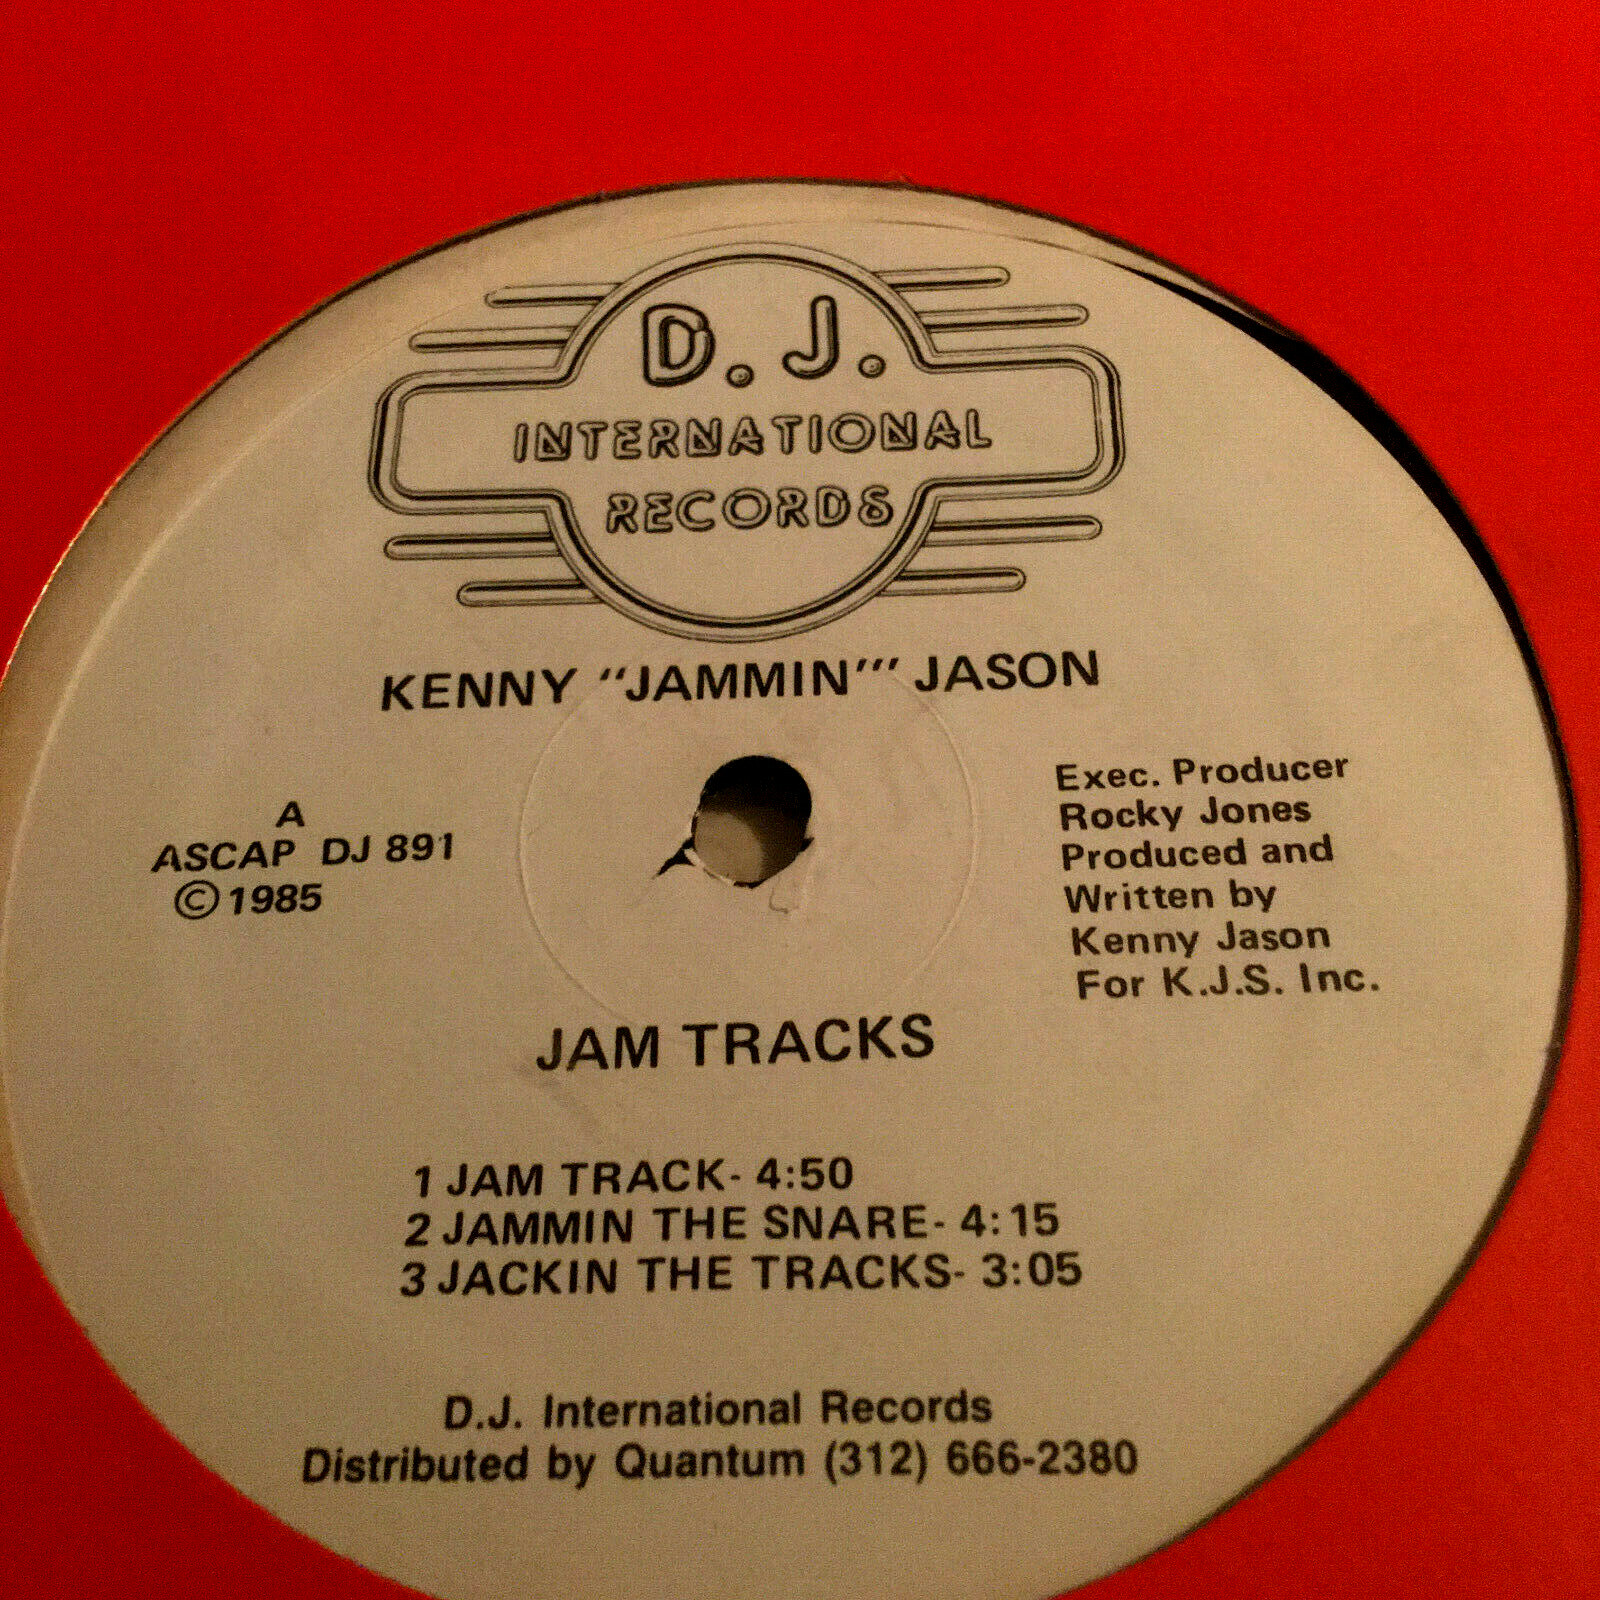 D.J.
INTERNATIONAL
RECORDS
KENNY "JAMMIN'" JASON
A
ASCAP DJ 891
© 1985
Exec. Producer
Rocky Jones
Produced and
Written by
Kenny Jason
For K.J.S. Inc.
JAM TRACKS
1 JAM TRACK- 4:50
2 JAMMIN THE SNARE- 4:15
3 JACKIN THE TRACKS- 3:05
D.J. International Records
Distributed by Quantum (312) 666-2380